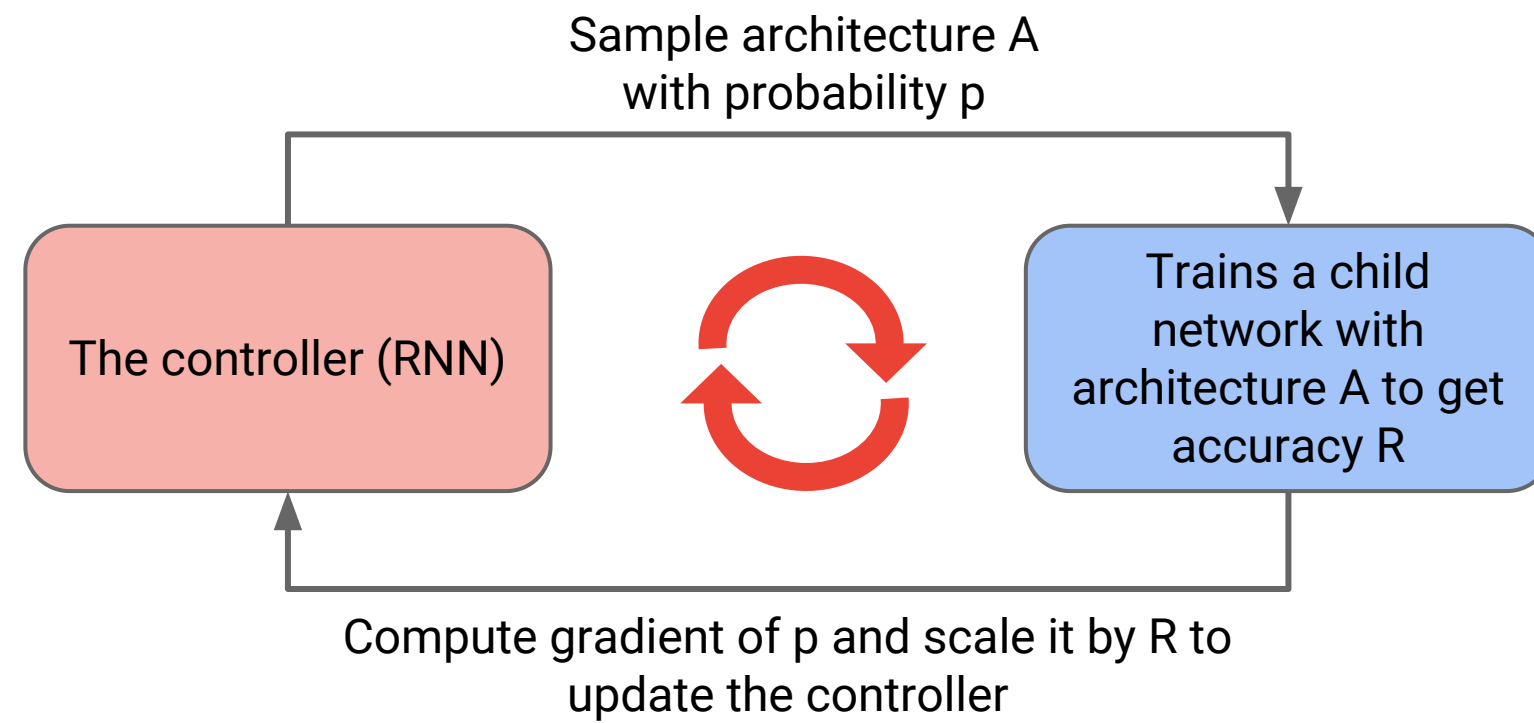 Sample architecture A
with probability p
The controller (RNN)
Trains a child
network with
architecture A to get
accuracy R
Compute gradient of p and scale it by R to
update the controller